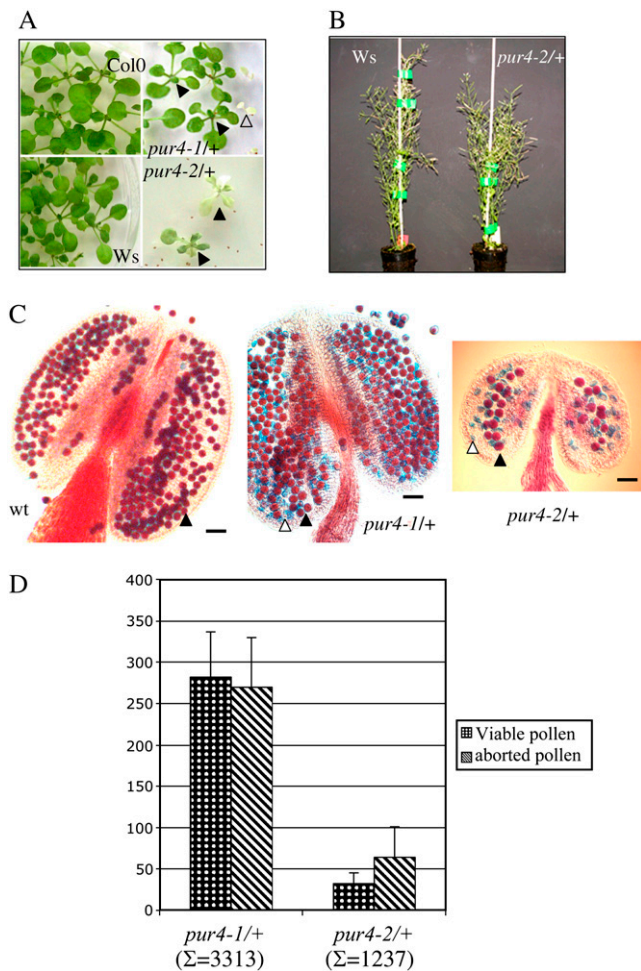 A
Col0
pur4-1/+
pur4-2/+
Ws
B
Ws
pur4-2/+
C
wt
pur4-1/+
pur4-2/+
D
400
350
300
250
200
150
100
50
0
Viable pollen
aborted pollen
pur4-1/+
pur4-2/+
(Σ=3313)
(Σ=1237)